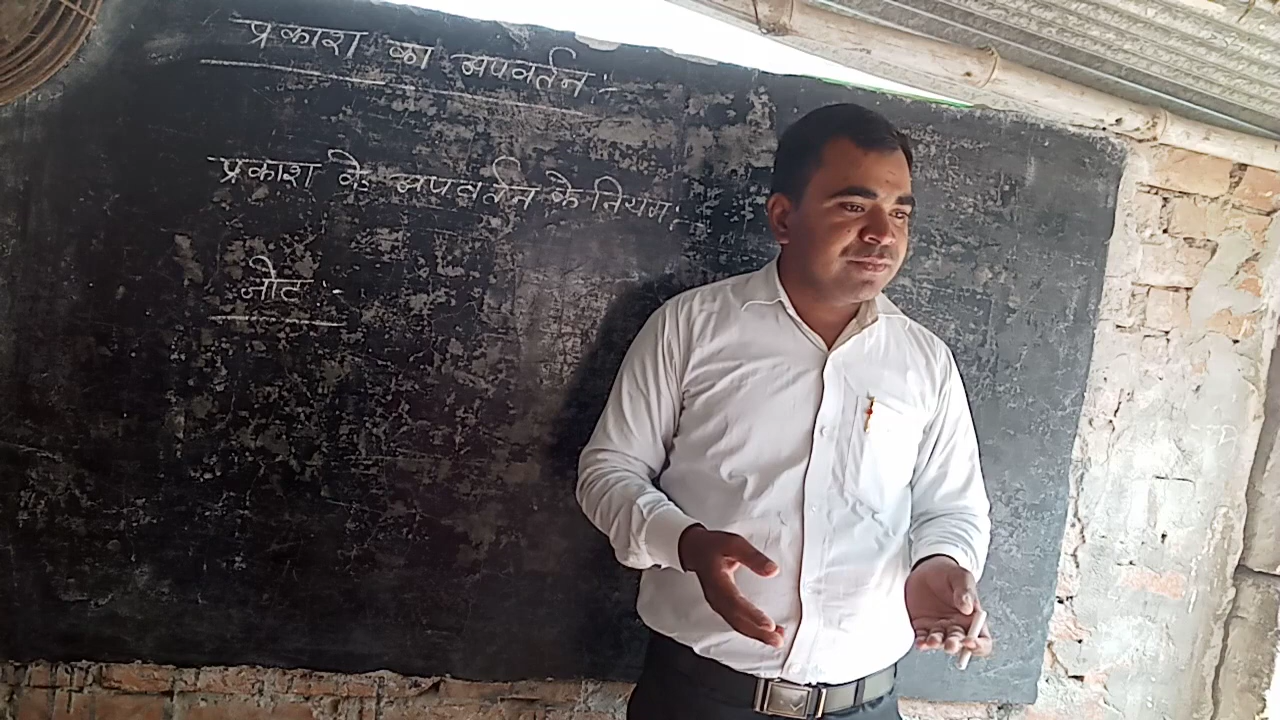 प्रकाश का अपवर्तन :-
प्रकाश के अपवर्तन के नियम :-
नोट :-